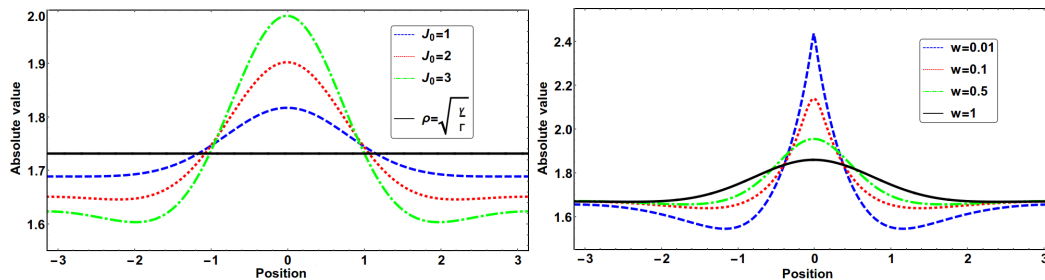 2.0
1.9
1.8
1.7
1.6
Absolute value
-3
-2
-1
0
1
2
3
Position
J₀=1
J₀=2
J₀=3
ρ=√(γ/Γ)
2.4
2.2
2.0
1.8
1.6
Absolute value
-3
-2
-1
0
1
2
3
Position
w=0.01
w=0.1
w=0.5
w=1